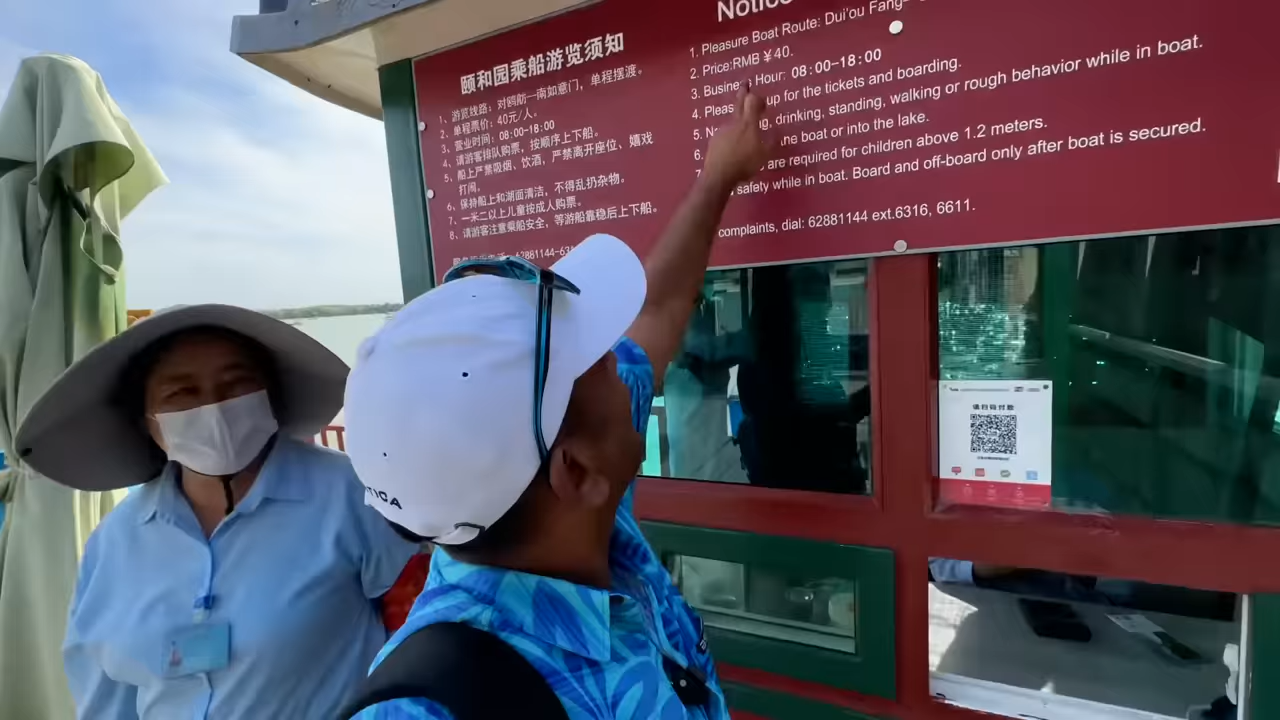 颐和园乘船游览须知
1、游览线路：对鸥舫—南如意门，单程摆渡。
2、单程票价：40元/人。
3、营业时间：08:00-18:00
4、请游客排队购票，按顺序上下船。
5、船上严禁吸烟、饮酒，严禁离开座位、嬉戏
打闹。
6、保持船上和湖面清洁，不得乱扔杂物。
7、一米二以上儿童按成人购票。
8、请游客注意乘船安全，等游船靠稳后上下船。
62881144-631
Notice
1. Pleasure Boat Route: Dui'ou Fang-
2. Price:RMB￥40.
3. Business Hour: 08:00-18:00
4. Pleas up for the tickets and boarding.
5. No drinking, standing, walking or rough behavior while in boat.
6. the boat or into the lake.
7 are required for children above 1.2 meters.
safety while in boat. Board and off-board only after boat is secured.
complaints, dial: 62881144 ext.6316, 6611.
请扫码付款
TICA